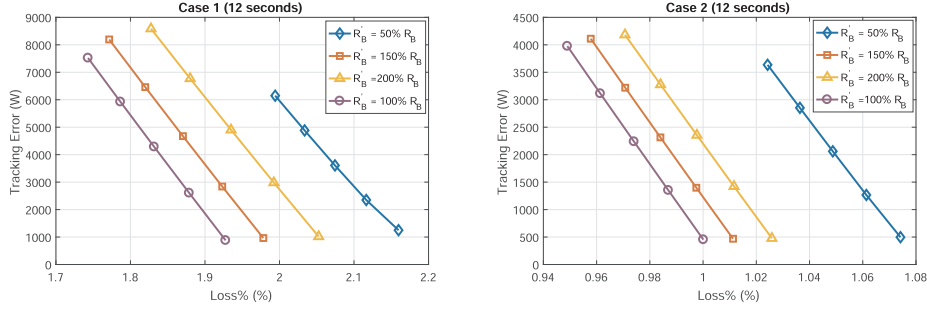 Case 1 (12 seconds)
Tracking Error (W)
9000
8000
7000
6000
5000
4000
3000
2000
1000
0
1.7
1.8
1.9
2
2.1
2.2
Loss% (%)
R'B = 50% RB
R'B = 150% RB
R'B =200% RB
R'B = 100% RB
Case 2 (12 seconds)
Tracking Error (W)
4500
4000
3500
3000
2500
2000
1500
1000
500
0
0.94
0.96
0.98
1
1.02
1.04
1.06
1.08
Loss% (%)
R'B = 50% RB
R'B = 150% RB
R'B = 200% RB
R'B =100% RB